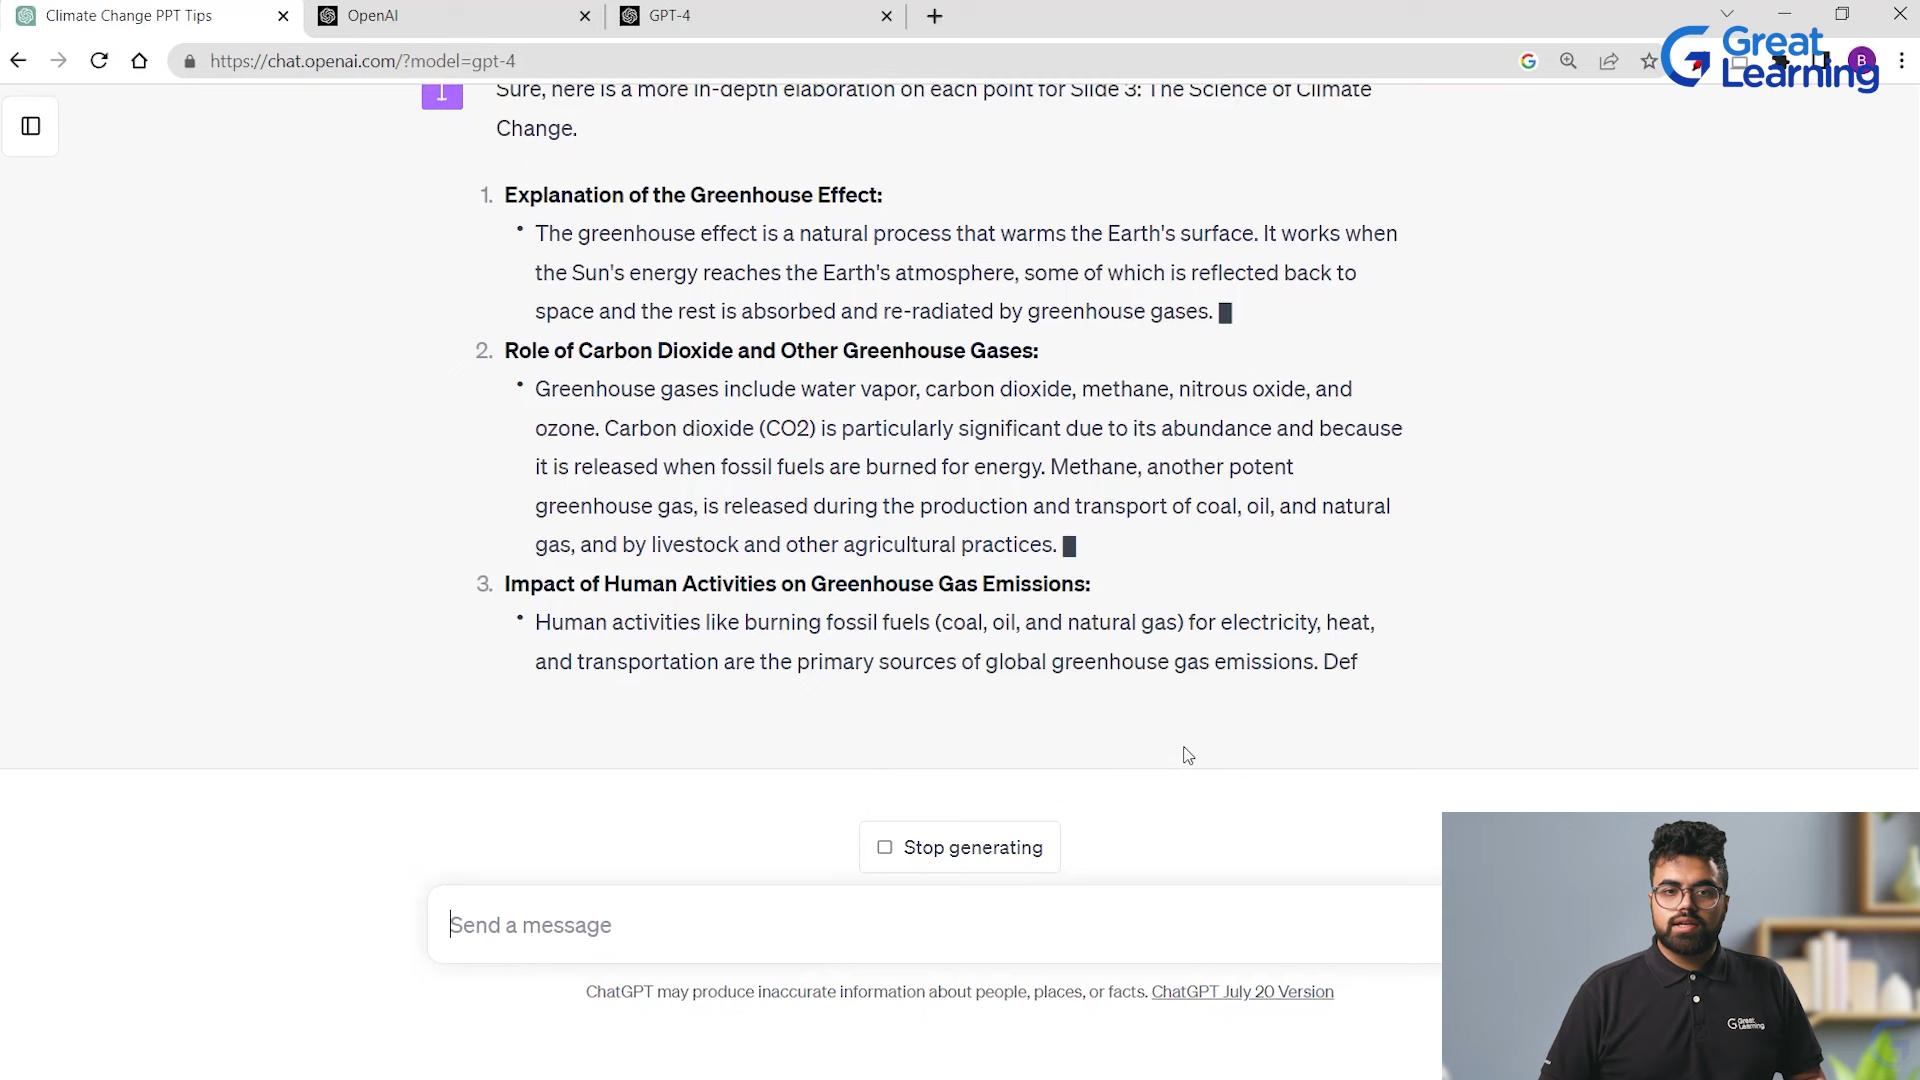 Climate Change PPT Tips
OpenAI
GPT-4
https://chat.openai.com/?model=gpt-4
B
Great
Learning
Sure, here is a more in-depth elaboration on each point for Slide 3: The Science of Climate
Change.
1. Explanation of the Greenhouse Effect:
• The greenhouse effect is a natural process that warms the Earth's surface. It works when
the Sun's energy reaches the Earth's atmosphere, some of which is reflected back to
space and the rest is absorbed and re-radiated by greenhouse gases.
2. Role of Carbon Dioxide and Other Greenhouse Gases:
• Greenhouse gases include water vapor, carbon dioxide, methane, nitrous oxide, and
ozone. Carbon dioxide (CO2) is particularly significant due to its abundance and because
it is released when fossil fuels are burned for energy. Methane, another potent
greenhouse gas, is released during the production and transport of coal, oil, and natural
gas, and by livestock and other agricultural practices.
3. Impact of Human Activities on Greenhouse Gas Emissions:
• Human activities like burning fossil fuels (coal, oil, and natural gas) for electricity, heat,
and transportation are the primary sources of global greenhouse gas emissions. Def
Stop generating
Send a message
ChatGPT may produce inaccurate information about people, places, or facts. ChatGPT July 20 Version
Great
Learning